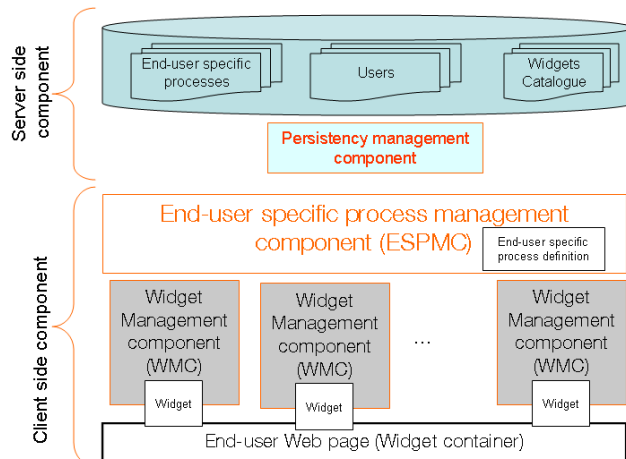 Server side
component
End-user specific
processes
Users
Widgets
Catalogue
Persistency management
component
Client side component
End-user specific process management
component (ESPMC)
End-user specific
process definition
Widget
Management
component
(WMC)
Widget
Widget
Management
component
(WMC)
Widget
...
Widget
Management
component
(WMC)
Widget
End-user Web page (Widget container)